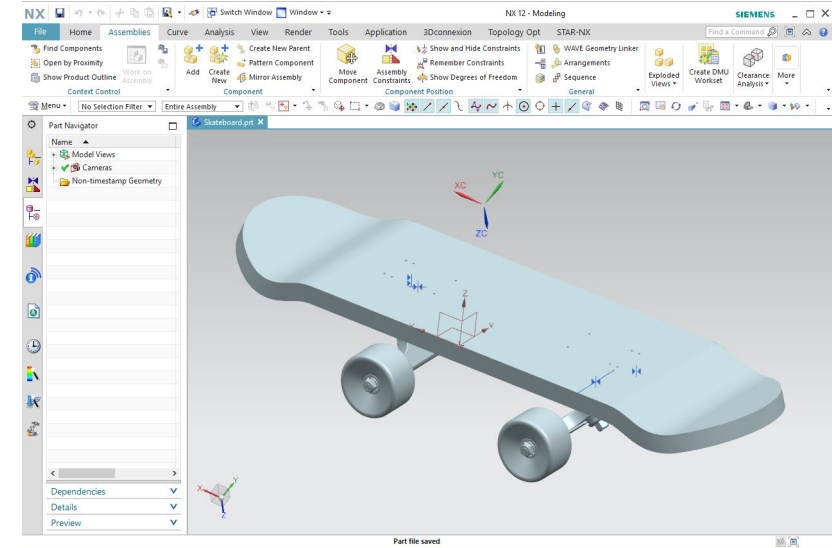 NX
Switch Window Window
NX 12 - Modeling
SIEMENS
File Home Assemblies Curve Analysis View Render Tools Application 3Dconnexion Topology Opt STAR-NX
Find a Command
Find Components
Open by Proximity
Show Product Outline
Work on Assembly
Context Control
Add
Create New
Create New Parent
Pattern Component
Mirror Assembly
Component
Move Component
Assembly Constraints
Show and Hide Constraints
Remember Constraints
Show Degrees of Freedom
Component Position
WAVE Geometry Linker
Arrangements
Sequence
General
Exploded Views
Create DMU Workset
Clearance Analysis
More
Menu
No Selection Filter
Entire Assembly
Part Navigator
Skateboard.prt
Name
Model Views
Cameras
Non-timestamp Geometry
XC
YC
ZC
Z
Y
X
Y
Z
Dependencies
Details
Preview
Part file saved